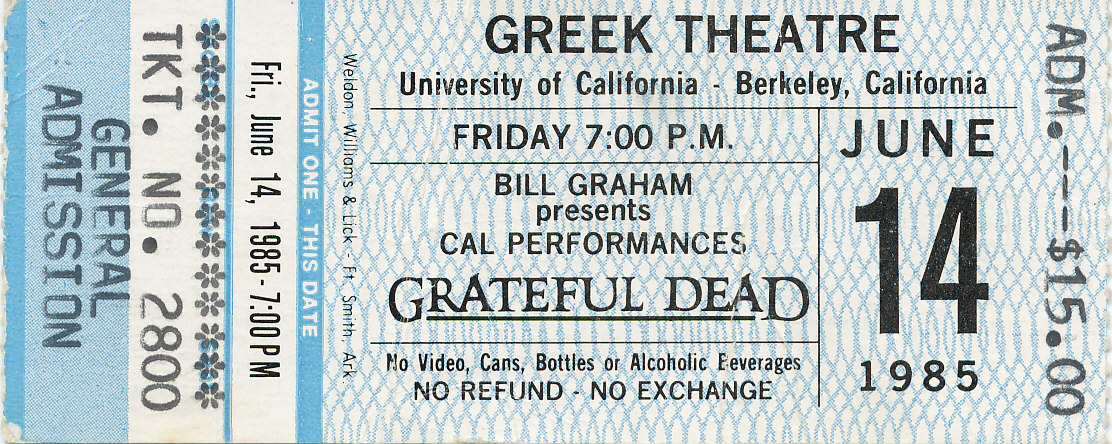 GENERAL
ADMISSION
TKT. NO. 2800
Fri., June 14, 1985 - 7:00 PM
ADMIT ONE - THIS DATE
Weldon, Williams & Lick - Ft. Smith, Ark
GREEK THEATRE
University of California - Berkeley, California
FRIDAY 7:00 P.M.
BILL GRAHAM
presents
CAL PERFORMANCES
GRATEFUL DEAD
No Video, Cans, Bottles or Alcoholic Beverages
NO REFUND - NO EXCHANGE
JUNE
14
1985
ADM.---$15.00